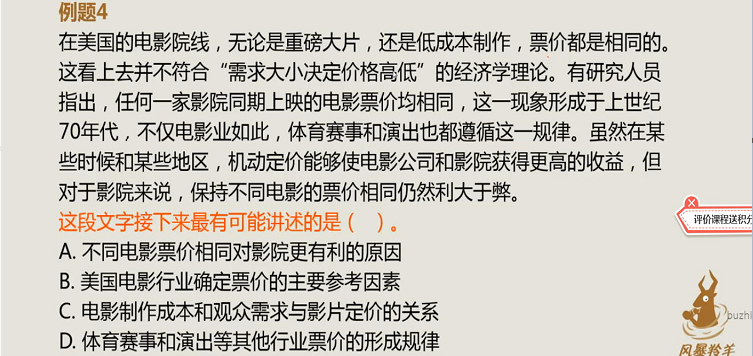 例题4
在美国的电影院线，无论是重磅大片，还是低成本制作，票价都是相同的。
这看上去并不符合“需求大小决定价格高低”的经济学理论。有研究人员
指出，任何一家影院同期上映的电影票价均相同，这一现象形成于上世纪
70年代，不仅电影业如此，体育赛事和演出也都遵循这一规律。虽然在某
些时候和某些地区，机动定价能够使电影公司和影院获得更高的收益，但
对于影院来说，保持不同电影的票价相同仍然利大于弊。
这段文字接下来最有可能讲述的是（　）。
A. 不同电影票价相同对影院更有利的原因
B. 美国电影行业确定票价的主要参考因素
C. 电影制作成本和观众需求与影片定价的关系
D. 体育赛事和演出等其他行业票价的形成规律
评价课程送积分
buzhi
风暴羚羊